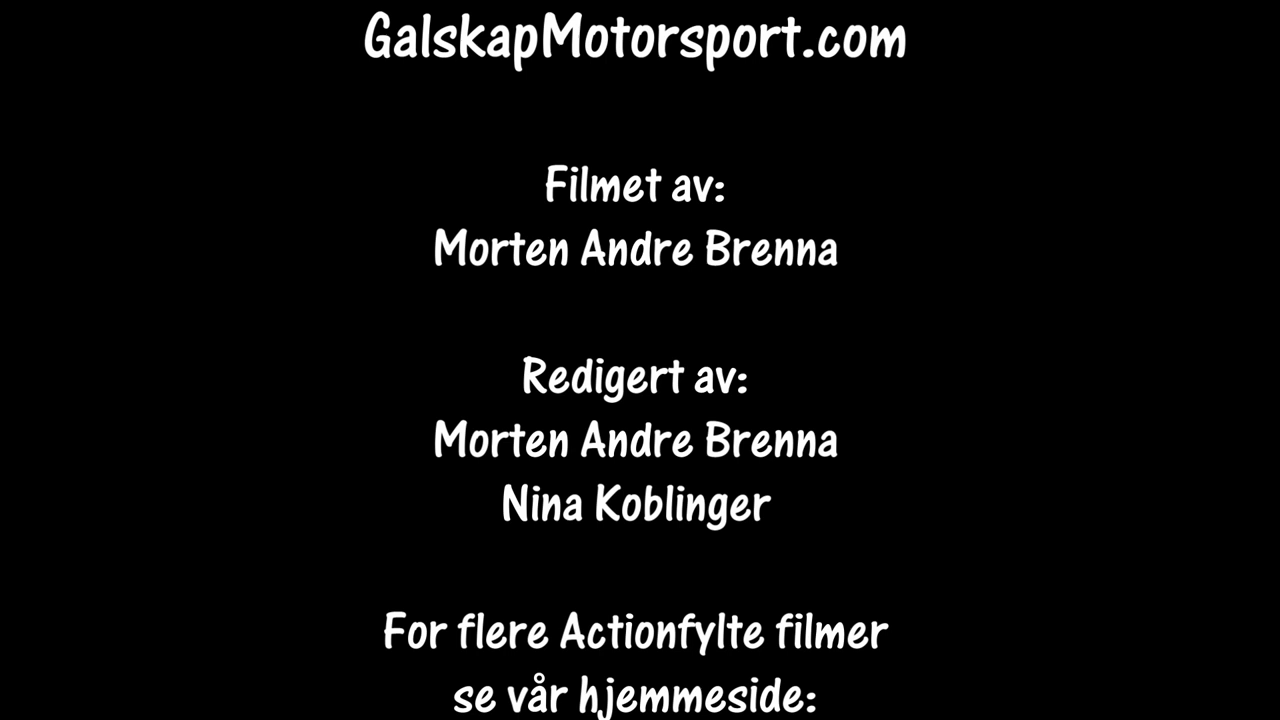 GalskapMotorsport.com
Filmet av:
Morten Andre Brenna
Redigert av:
Morten Andre Brenna
Nina Koblinger
For flere Actionfylte filmer
se vår hjemmeside: